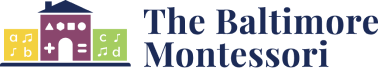 a ♫
♪ b
+ =
c ♪
♫ d
The Baltimore
Montessori